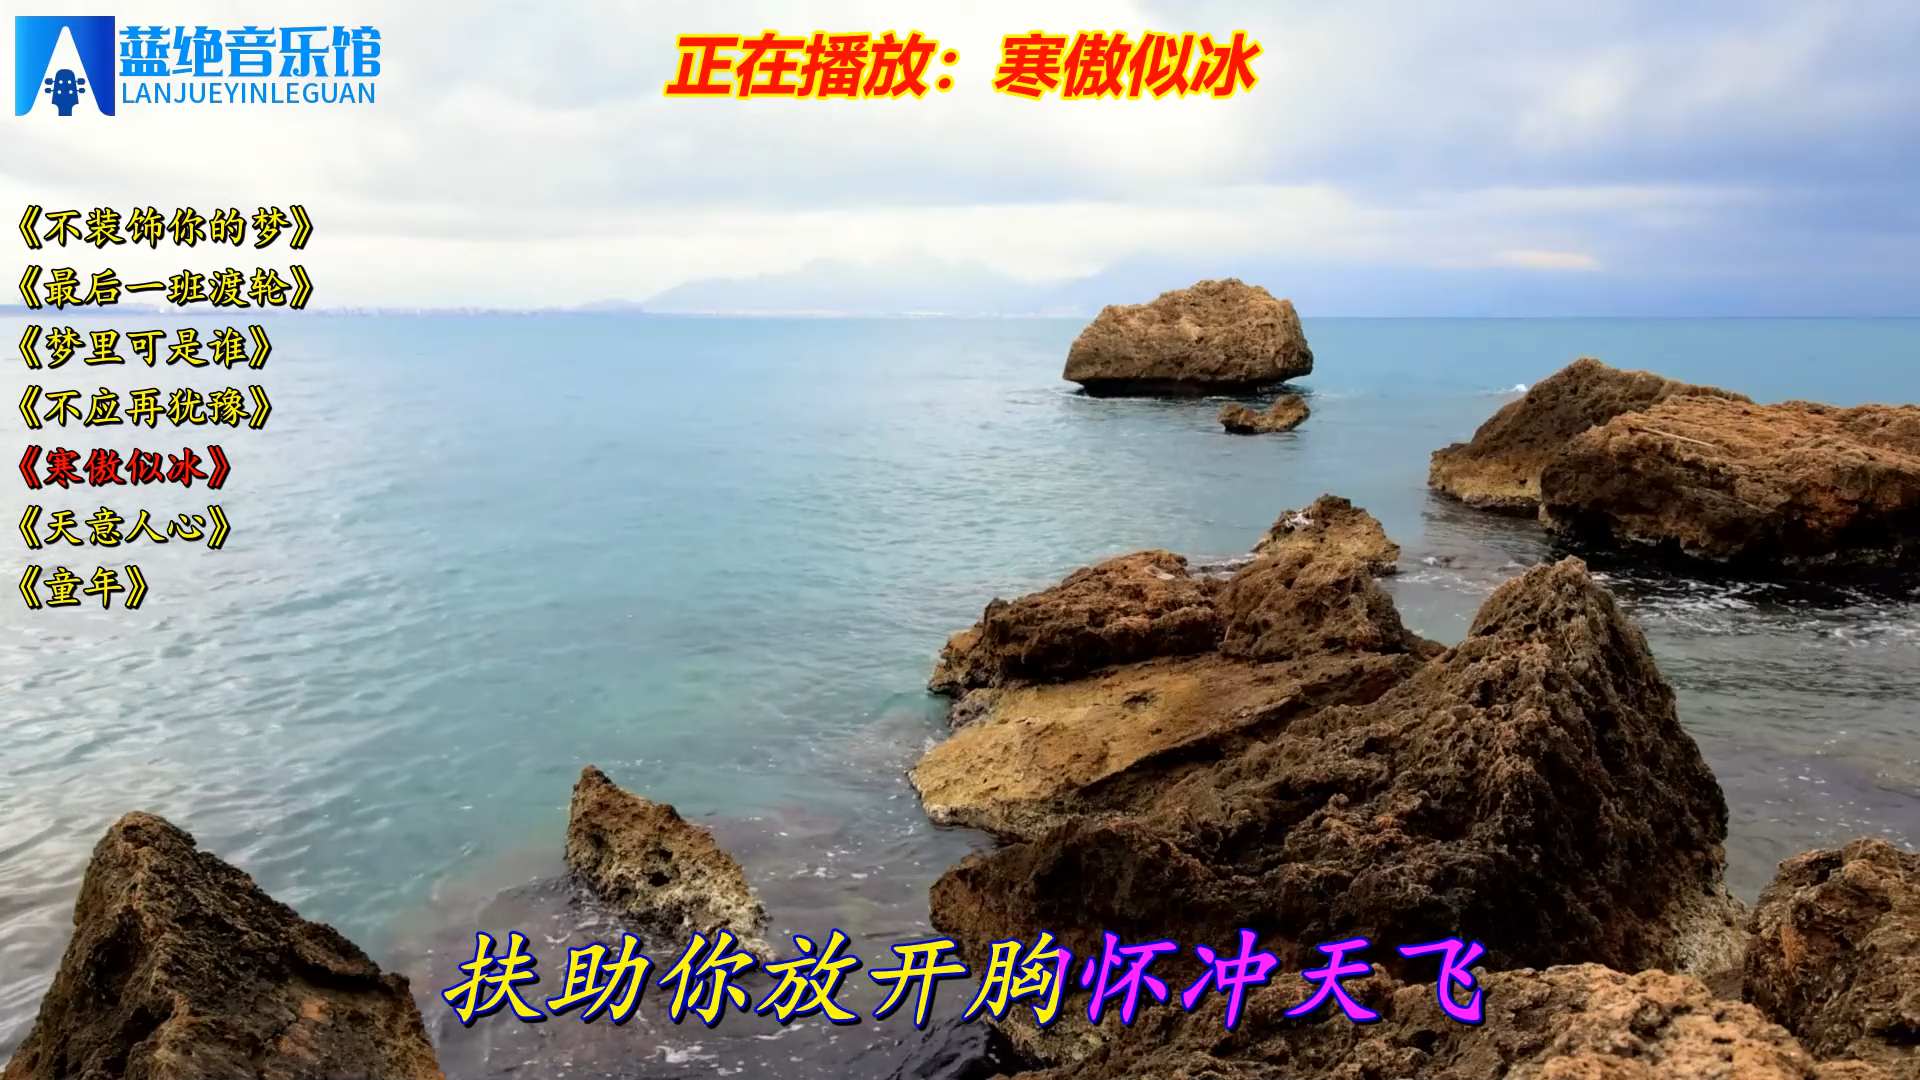 蓝绝音乐馆
LANJUEYINLEGUAN
正在播放：寒傲似冰
《不装饰你的梦》
《最后一班渡轮》
《梦里可是谁》
《不应再犹豫》
《寒傲似冰》
《天意人心》
《童年》
扶助你放开胸怀冲天飞